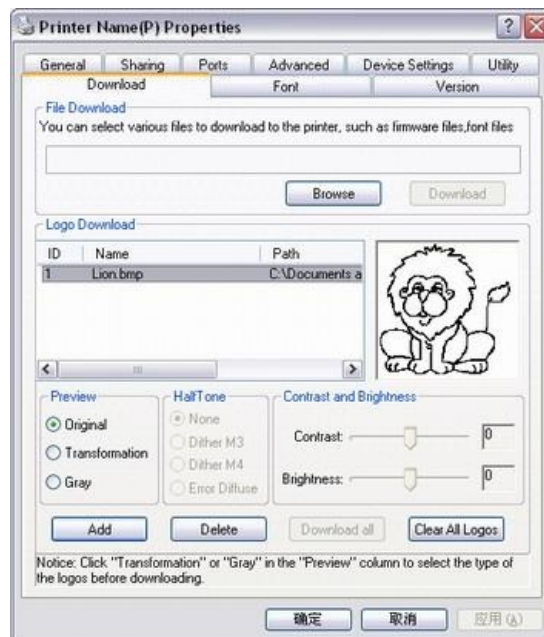 Printer Name(P) Properties
General Sharing Ports Advanced Device Settings Utility
Download Font Version
File Download
You can select various files to download to the printer, such as firmware files,font files
Browse Download
Logo Download
ID Name Path
1 Lion.bmp C:\Documents a
Preview HalfTone Contrast and Brightness
Original None
Contrast: 0
Transformation Dither M3
Dither M4
Gray Error Diffuse Brightness: 0
Add Delete Download all Clear All Logos
Notice: Click "Transformation" or "Gray" in the "Preview" column to select the type of
the logos before downloading.
确定 取消 应用(A)